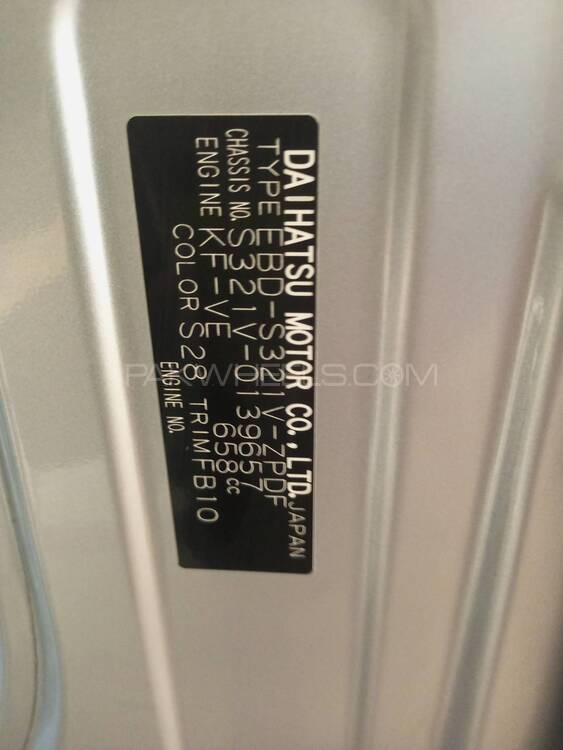 DAIHATSU MOTOR CO., LTD. JAPAN
TYPE EBD-S321V-ZPDF
CHASSIS NO. S321V-0139657
ENGINE KF-VE 658cc
COLOR S28 TRIM FB10
ENGINE NO.
PAKWHEELS.COM